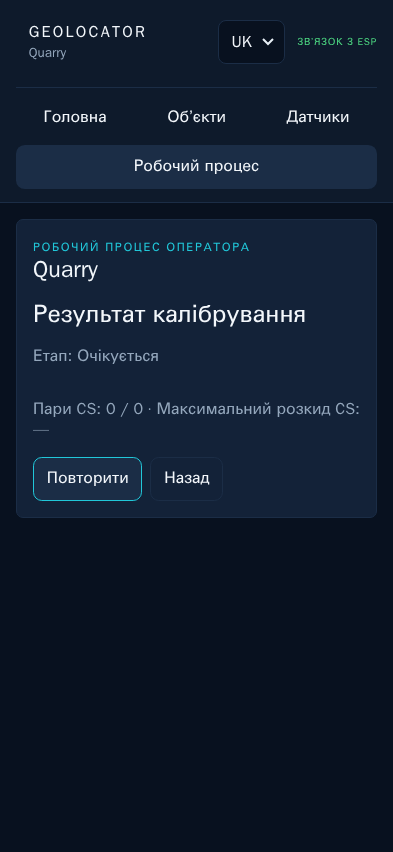 GEOLOCATOR
Quarry
UK
ЗВ'ЯЗОК З ESP
Головна
Об'єкти
Датчики
Робочий процес
РОБОЧИЙ ПРОЦЕС ОПЕРАТОРА
Quarry
Результат калібрування
Етап: Очікується
Пари CS: 0 / 0 · Максимальний розкид CS:
—
Повторити
Назад